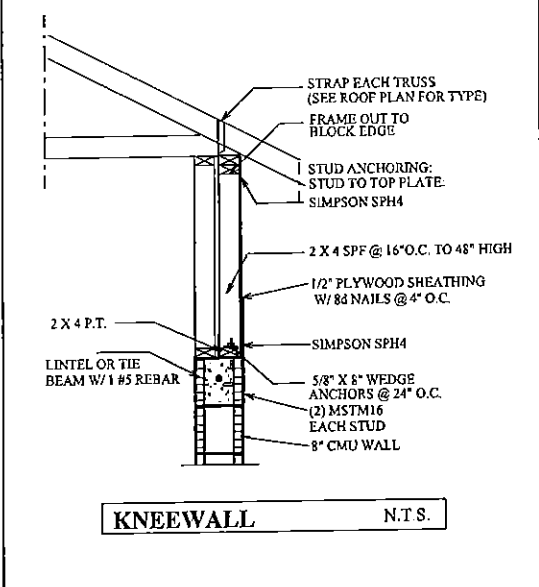 STRAP EACH TRUSS
(SEE ROOF PLAN FOR TYPE)
FRAME OUT TO
BLOCK EDGE
STUD ANCHORING:
STUD TO TOP PLATE:
SIMPSON SPH4
2 X 4 SPF @ 16"O.C. TO 48" HIGH
1/2" PLYWOOD SHEATHING
W/ 8d NAILS @ 4" O.C.
2 X 4 P.T.
SIMPSON SPH4
LINTEL OR TIE
BEAM W/ 1 #5 REBAR
5/8" X 8" WEDGE
ANCHORS @ 24" O.C.
(2) MSTM16
EACH STUD
8" CMU WALL
KNEEWALL N.T.S.